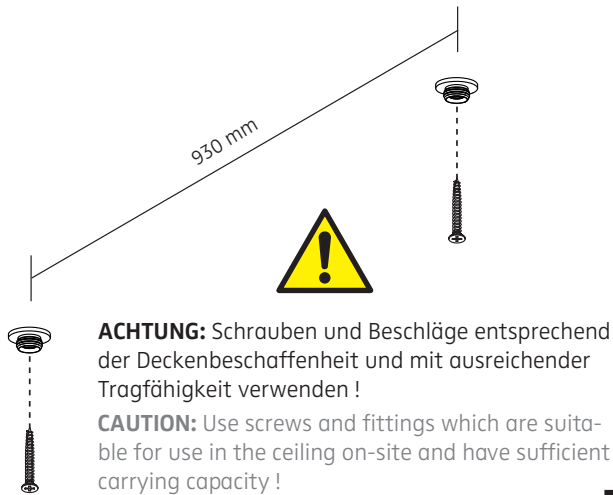 930 mm
ACHTUNG: Schrauben und Beschläge entsprechend
der Deckenbeschaffenheit und mit ausreichender
Tragfähigkeit verwenden !
CAUTION: Use screws and fittings which are suita-
ble for use in the ceiling on-site and have sufficient
carrying capacity !